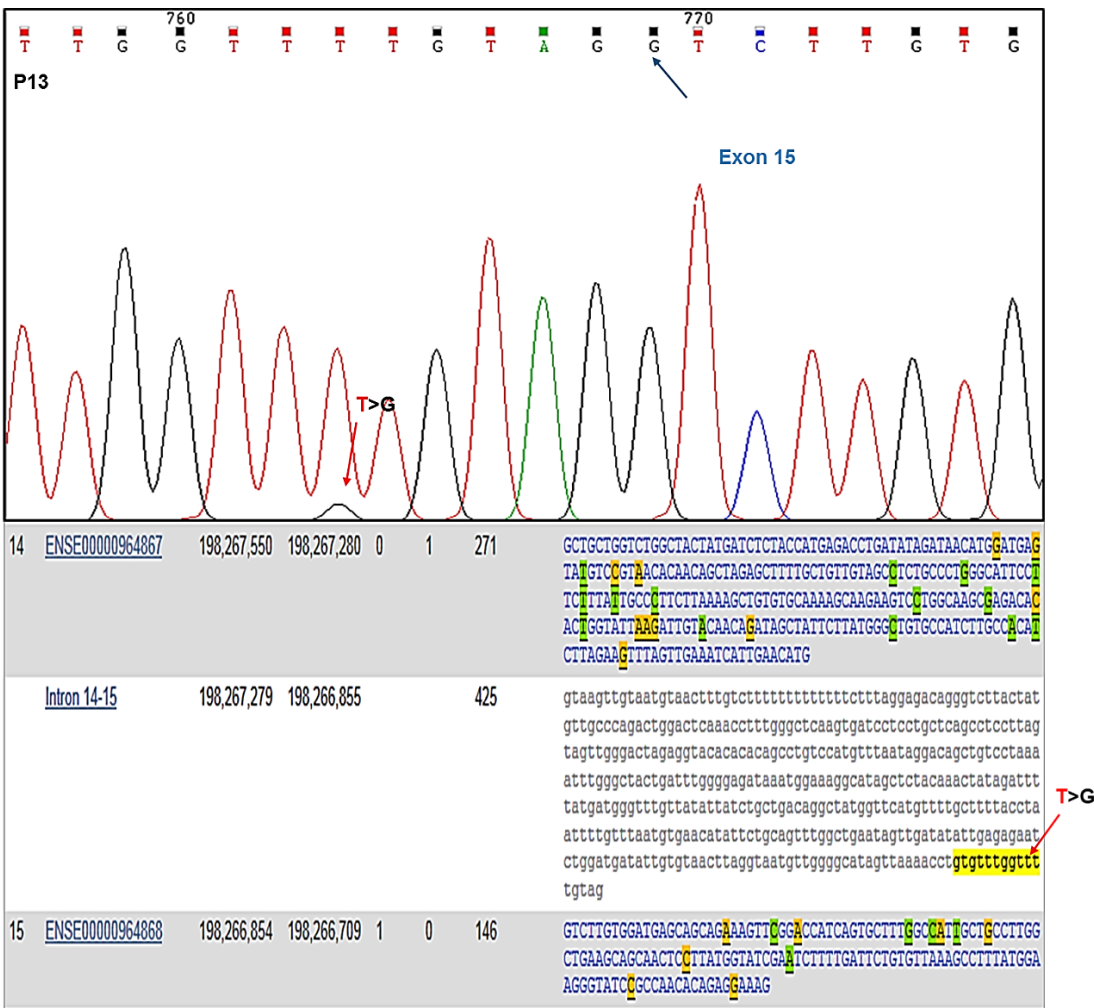 760 770
T T G G T T T T G T A G G T C T T G T G
P13
Exon 15
T>G
14 ENSE00000964867 198,267,550 198,267,280 0 1 271 GCTGCTGGTCTGGCTACTATGATCTCTACCATGAGACCTGATATAGATAACATGGATGAG
TATGTCCGTAACACAACAGCTAGAGCTTTTGCTGTTGTAGCCTCTGCCCTGGGCATTCCT
TCTTTATTGCCCTTCTTAAAAGCTGTGTGCAAAAGCAAGAAGTCCTGGCAAGCGAGACAC
ACTGGTATTAAGATTGTACAACAGATAGCTATTCTTATGGGCTGTGCCATCTTGCCACAT
CTTAGAAGTTTAGTTGAAATCATTGAACATG
Intron 14-15 198,267,279 198,266,855 425 gtaagttgtaatgtaactttgtctttttttttttttttctttaggagacagggtcttactat
gttgcccagactggactcaaacctttgggctcaagtgatcctcctgctcagcctccttag
tagttgggactagaggtacacacacagcctgtccatgtttaataggacagctgtcctaaa
atttgggctactgatttggggagataaatggaaaggcatagctctacaaactatagattt
tatgatgggtttgttatattatctgctgacaggctatggttcatgttttgcttttaccta
attttgtttaatgtgaacatattctgcagtttggctgaatagttgatatattgagagaat
T>G
ctggatgatattgtgtaacttaggtaatgttggggcatagttaaaacctgtgtttggttt
tgtag
15 ENSE00000964868 198,266,854 198,266,709 1 0 146 GTCTTGTGGATGAGCAGCAGAAAGTTCGGACCATCAGTGCTTTGGCCATTGCTGCCTTGG
CTGAAGCAGCAACTCCTTATGGTATCGAATCTTTTGATTCTGTGTTAAAGCCTTTATGGA
AGGGTATCCGCCAACACAGAGGAAAG